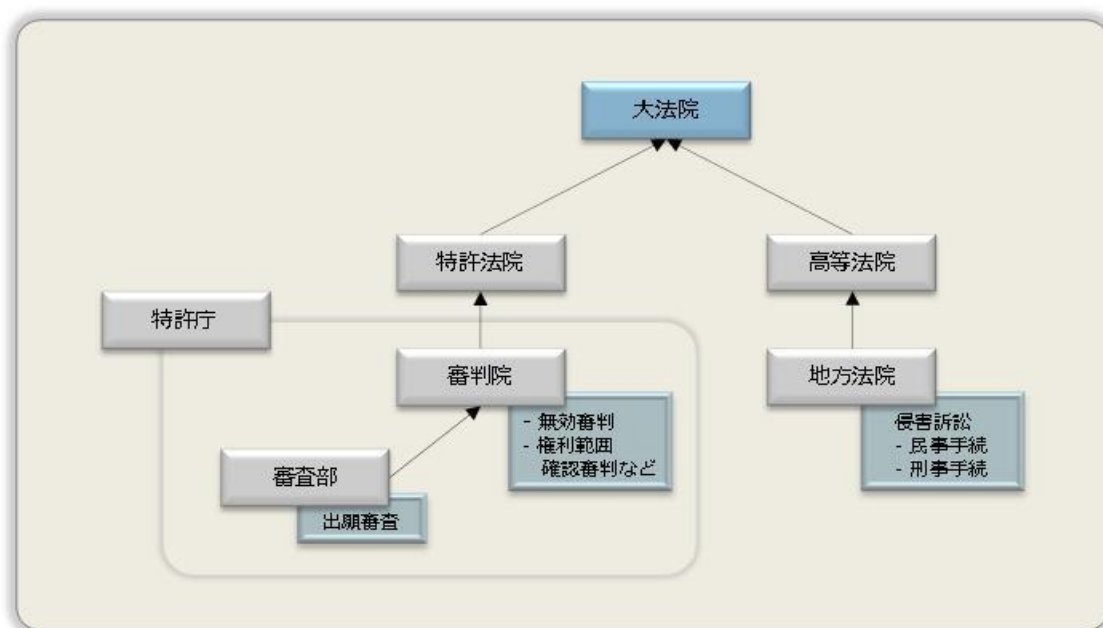 大法院
特許法院
高等法院
特許庁
審判院
地方法院
- 無効審判
- 権利範囲
確認審判など
侵害訴訟
- 民事手続
- 刑事手続
審査部
出願審査